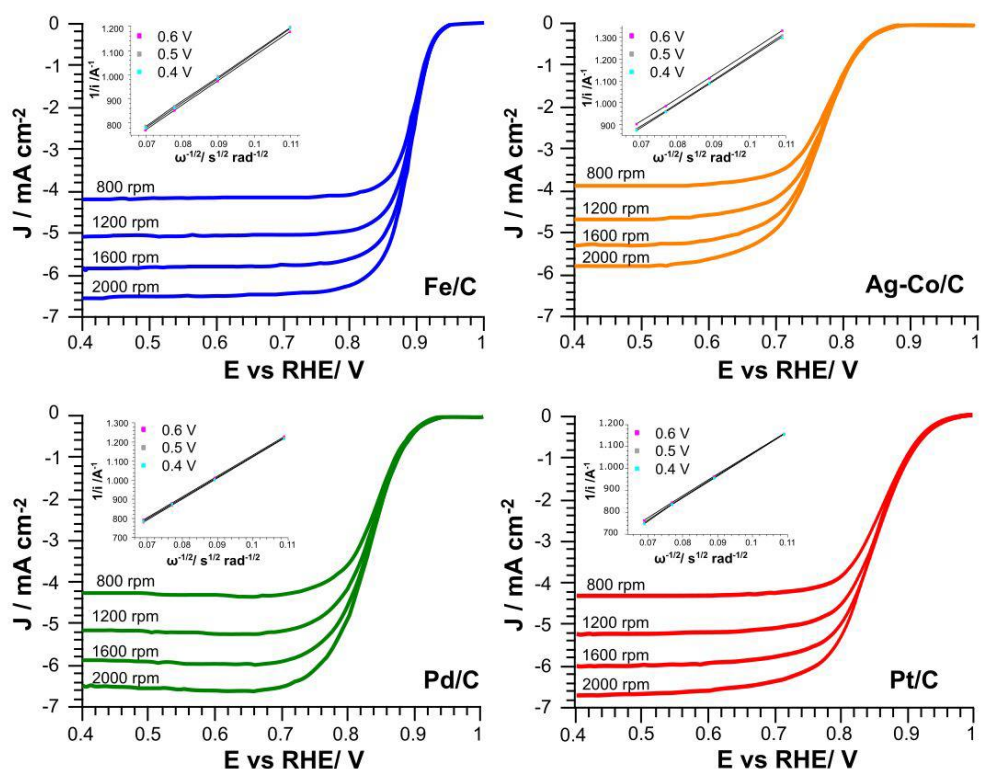 0
-1
-2
-3
-4
-5
-6
-7
J / mA cm-2
0.4 0.5 0.6 0.7 0.8 0.9 1
E vs RHE/ V
800 rpm
1200 rpm
1600 rpm
2000 rpm
Fe/C
1.200
1.100
1.000
900
800
1/i /A-1
0.6 V
0.5 V
0.4 V
0.07 0.08 0.09 0.1 0.11
ω-1/2/ s1/2 rad-1/2
0
-1
-2
-3
-4
-5
-6
-7
J / mA cm-2
0.4 0.5 0.6 0.7 0.8 0.9 1
E vs RHE/ V
800 rpm
1200 rpm
1600 rpm
2000 rpm
Ag-Co/C
1.300
1.200
1.100
1.000
900
1/i /A-1
0.6 V
0.5 V
0.4 V
0.07 0.08 0.09 0.1 0.11
ω-1/2/ s1/2 rad-1/2
0
-1
-2
-3
-4
-5
-6
-7
J / mA cm-2
0.4 0.5 0.6 0.7 0.8 0.9 1
E vs RHE/ V
800 rpm
1200 rpm
1600 rpm
2000 rpm
Pd/C
1.300
1.200
1.100
1.000
900
800
700
1/i /A-1
0.6 V
0.5 V
0.4 V
0.07 0.08 0.09 0.1 0.11
ω-1/2/ s1/2 rad-1/2
0
-1
-2
-3
-4
-5
-6
-7
J / mA cm-2
0.4 0.5 0.6 0.7 0.8 0.9 1
E vs RHE/ V
800 rpm
1200 rpm
1600 rpm
2000 rpm
Pt/C
1.200
1.100
1.000
900
800
700
1/i /A-1
0.6 V
0.5 V
0.4 V
0.07 0.08 0.09 0.1 0.11
ω-1/2/ s1/2 rad-1/2